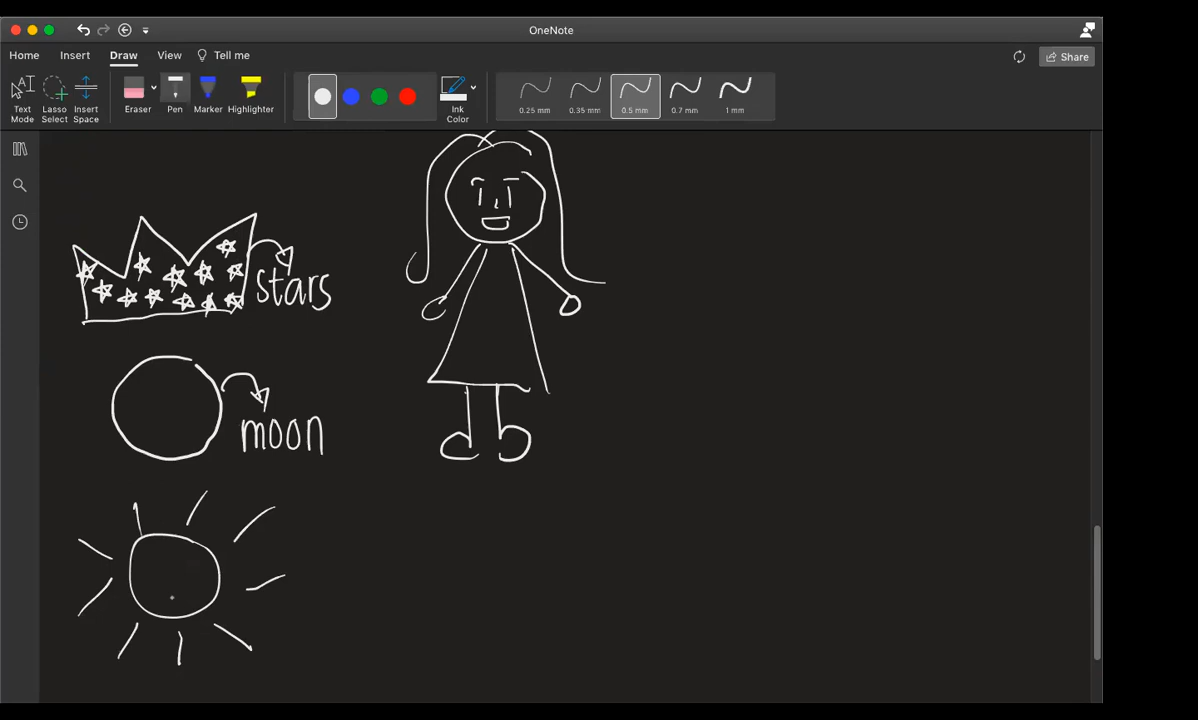 OneNote
Home Insert Draw View Tell me
Share
Text Mode
Lasso Select
Insert Space
Eraser
Pen
Marker
Highlighter
Ink Color
0.25 mm
0.35 mm
0.5 mm
0.7 mm
1 mm
stars
moon